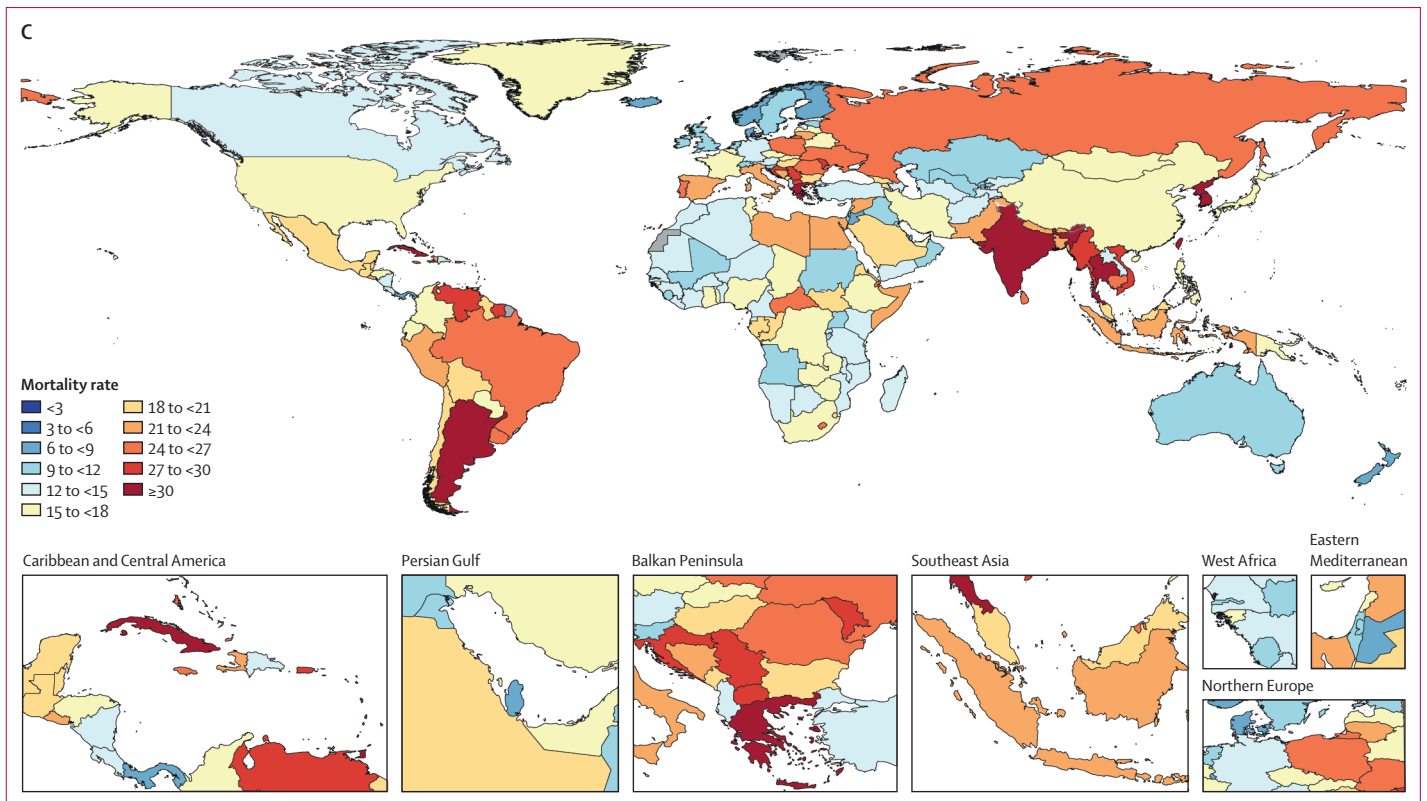 C
Mortality rate
<3
3 to <6
6 to <9
9 to <12
12 to <15
15 to <18
18 to <21
21 to <24
24 to <27
27 to <30
≥30
Caribbean and Central America
Persian Gulf
Balkan Peninsula
Southeast Asia
West Africa
Eastern
Mediterranean
Northern Europe